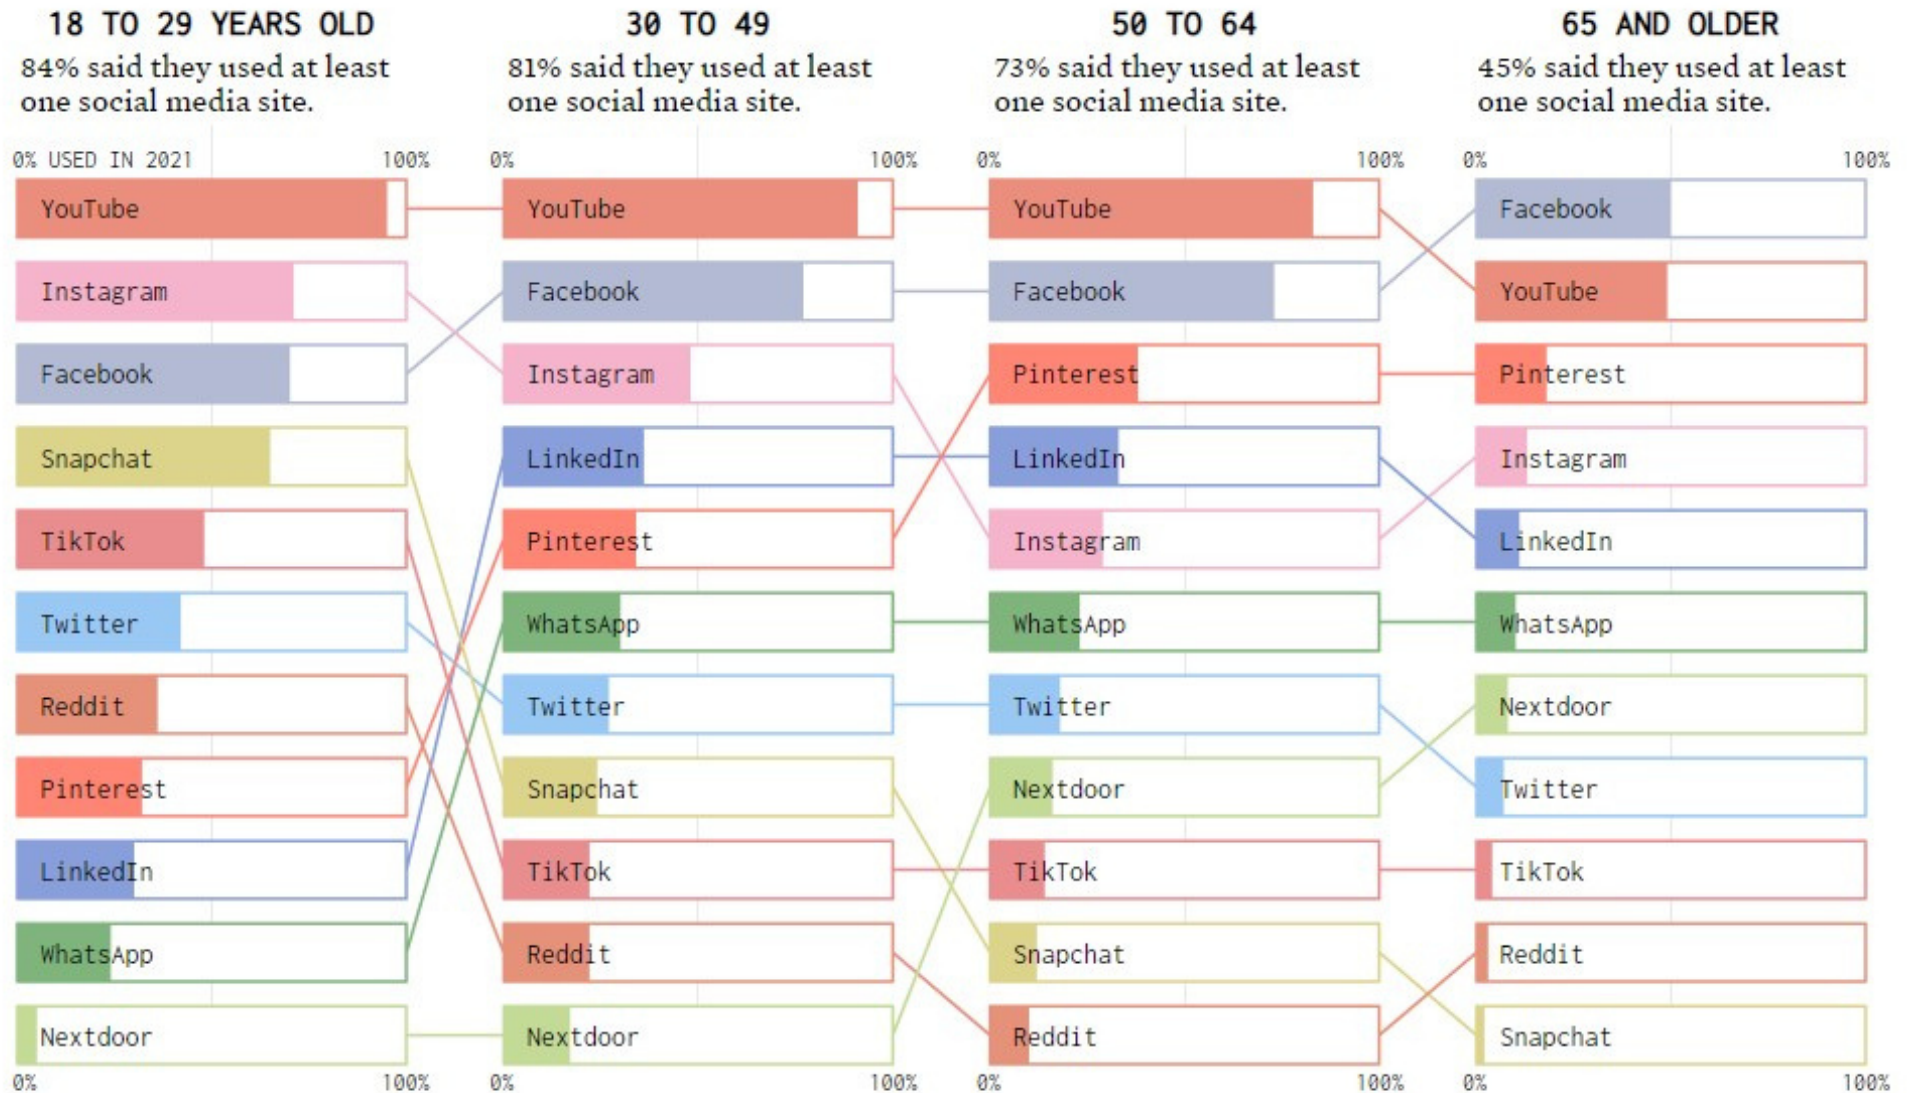 18 TO 29 YEARS OLD
84% said they used at least
one social media site.
30 TO 49
81% said they used at least
one social media site.
50 TO 64
73% said they used at least
one social media site.
65 AND OLDER
45% said they used at least
one social media site.
0% USED IN 2021 100%
YouTube
Instagram
Facebook
Snapchat
TikTok
Twitter
Reddit
Pinterest
LinkedIn
WhatsApp
Nextdoor
0% 100%
0% 100%
YouTube
Facebook
Instagram
LinkedIn
Pinterest
WhatsApp
Twitter
Snapchat
TikTok
Reddit
Nextdoor
0% 100%
0% 100%
YouTube
Facebook
Pinterest
LinkedIn
Instagram
WhatsApp
Twitter
Nextdoor
TikTok
Snapchat
Reddit
0% 100%
0% 100%
Facebook
YouTube
Pinterest
Instagram
LinkedIn
WhatsApp
Nextdoor
Twitter
TikTok
Reddit
Snapchat
0% 100%